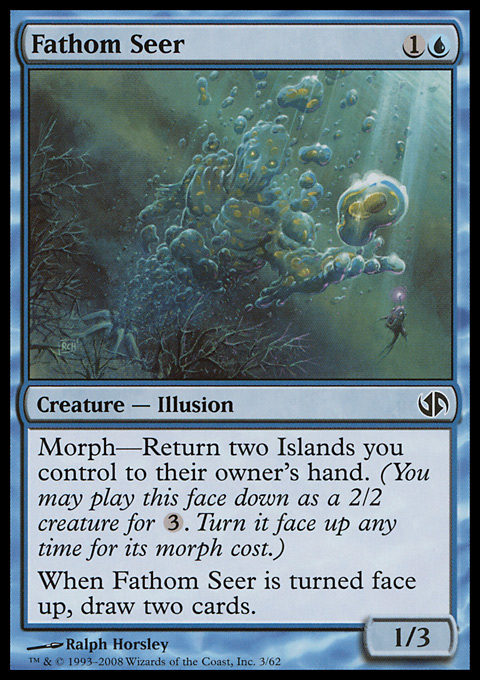 Fathom Seer 1
RCH
Creature — Illusion
Morph—Return two Islands you
control to their owner's hand. (You
may play this face down as a 2/2
creature for 3. Turn it face up any
time for its morph cost.)
When Fathom Seer is turned face
up, draw two cards.
1/3
Ralph Horsley
™ & © 1993–2008 Wizards of the Coast, Inc. 3/62